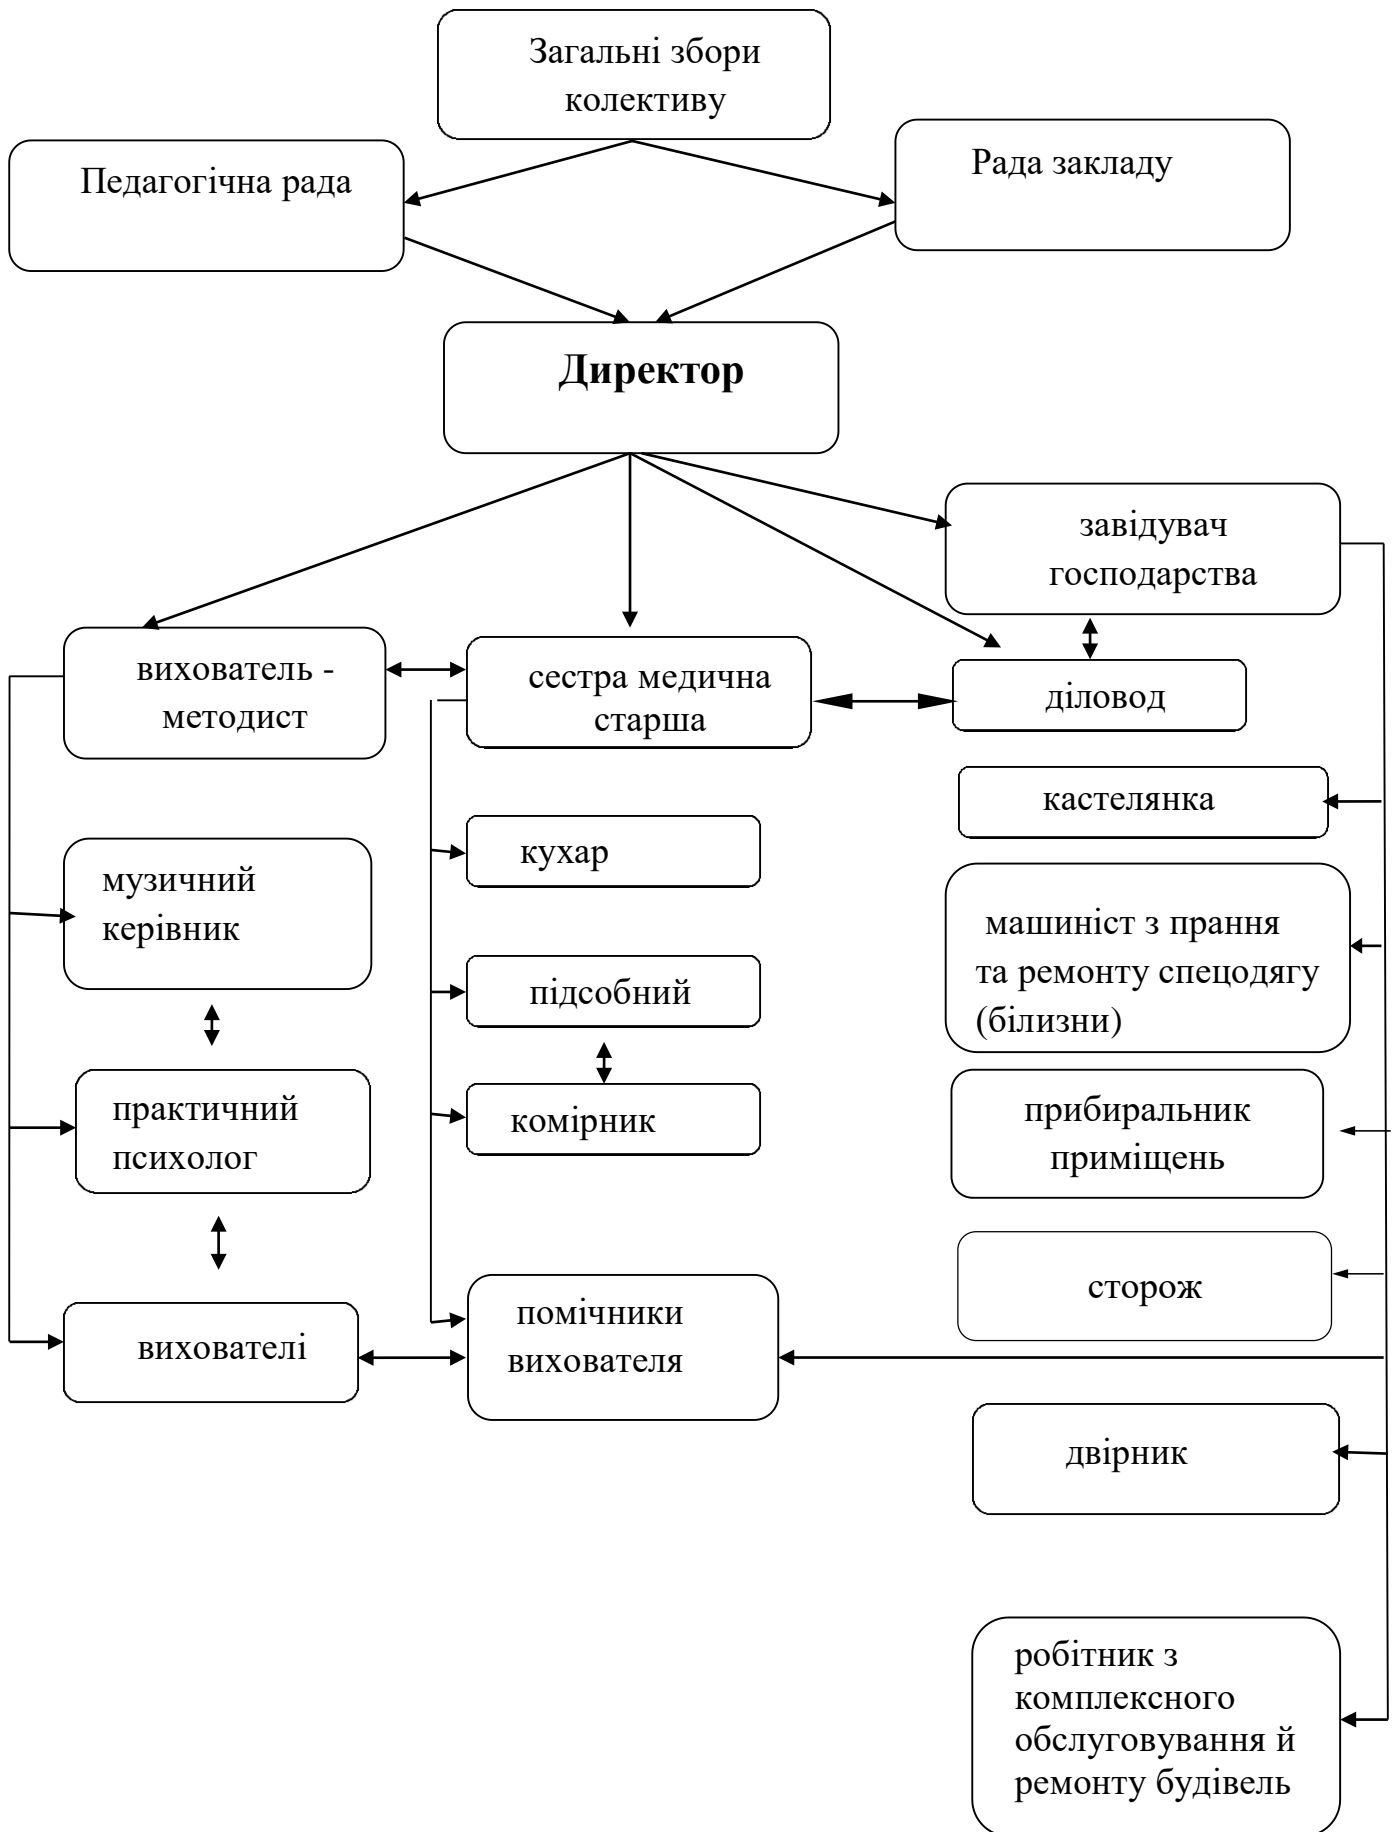 Загальні збори
колективу
Педагогічна рада
Рада закладу
Директор
завідувач
господарства
вихователь -
методист
сестра медична
старша
діловод
кастелянка
музичний
керівник
кухар
машиніст з прання
та ремонту спецодягу
(білизни)
підсобний
практичний
психолог
комірник
прибиральник
приміщень
сторож
вихователі
помічники
вихователя
двірник
робітник з
комплексного
обслуговування й
ремонту будівель